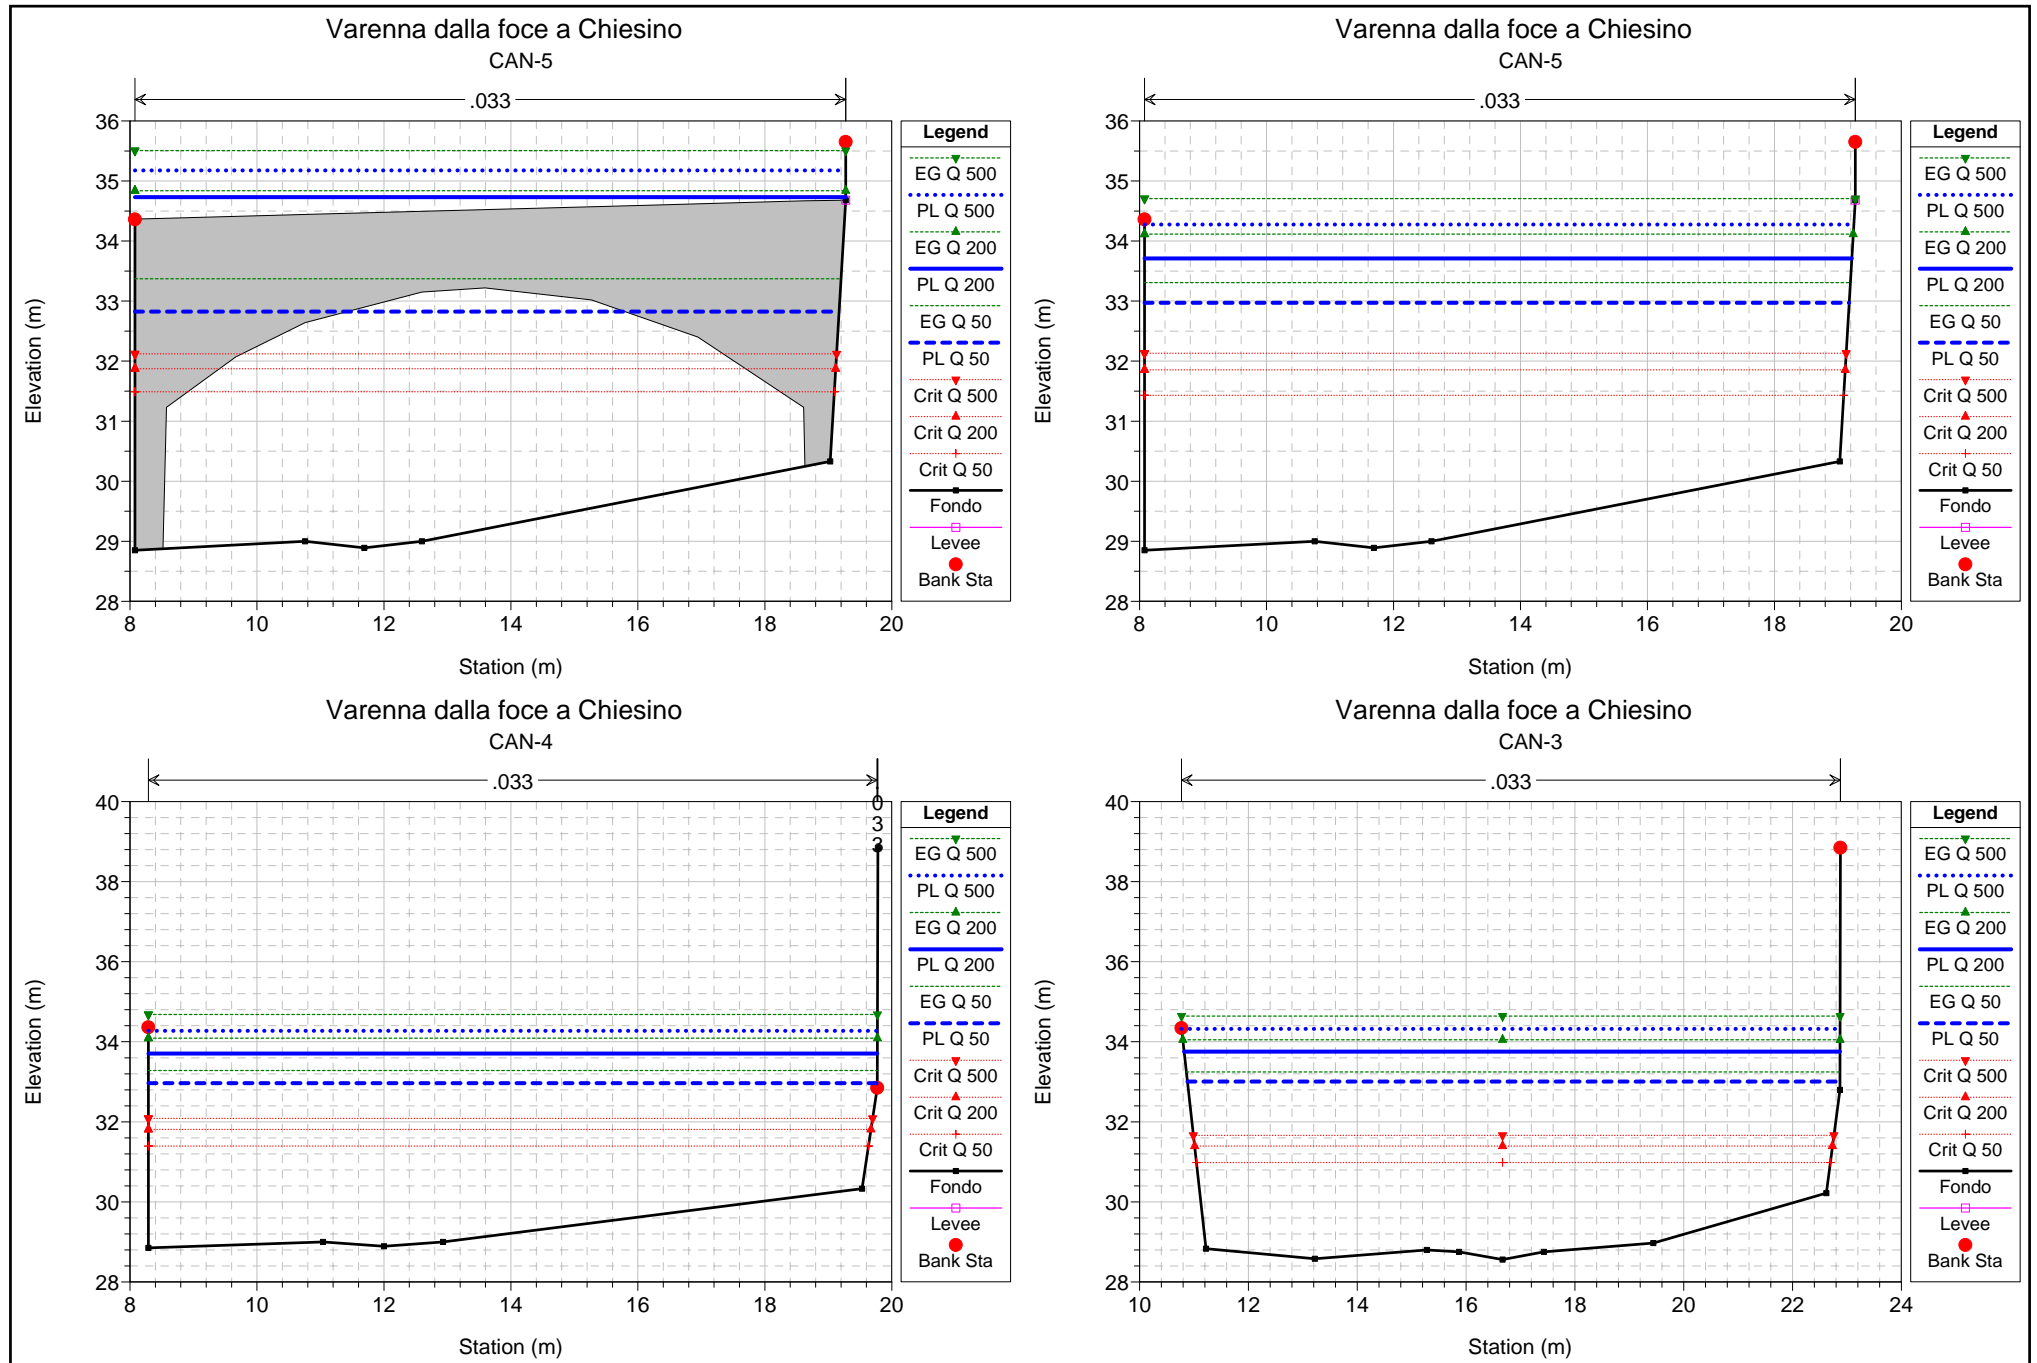 Varenna dalla foce a Chiesino
CAN-5
.033
36
35
34
33
32
31
30
29
28
8
10
12
14
16
18
20
Elevation (m)
Station (m)
Legend
EG Q 500
PL Q 500
EG Q 200
PL Q 200
EG Q 50
PL Q 50
Crit Q 500
Crit Q 200
Crit Q 50
Fondo
Levee
Bank Sta
Varenna dalla foce a Chiesino
CAN-5
.033
36
35
34
33
32
31
30
29
28
8
10
12
14
16
18
20
Elevation (m)
Station (m)
Legend
EG Q 500
PL Q 500
EG Q 200
PL Q 200
EG Q 50
PL Q 50
Crit Q 500
Crit Q 200
Crit Q 50
Fondo
Levee
Bank Sta
Varenna dalla foce a Chiesino
CAN-4
.033
.033
40
38
36
34
32
30
28
8
10
12
14
16
18
20
Elevation (m)
Station (m)
Legend
EG Q 500
PL Q 500
EG Q 200
PL Q 200
EG Q 50
PL Q 50
Crit Q 500
Crit Q 200
Crit Q 50
Fondo
Levee
Bank Sta
Varenna dalla foce a Chiesino
CAN-3
.033
40
38
36
34
32
30
28
10
12
14
16
18
20
22
24
Elevation (m)
Station (m)
Legend
EG Q 500
PL Q 500
EG Q 200
PL Q 200
EG Q 50
PL Q 50
Crit Q 500
Crit Q 200
Crit Q 50
Fondo
Levee
Bank Sta